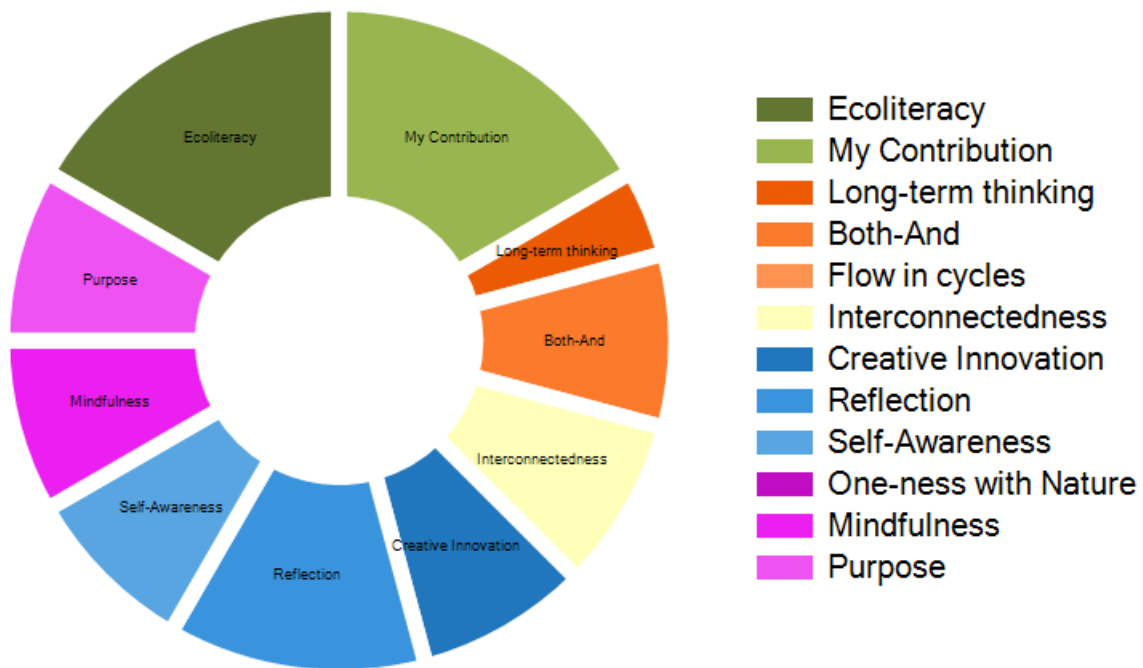 Ecoliteracy
My Contribution
Long-term thinking
Both-And
Interconnectedness
Creative Innovation
Reflection
Self-Awareness
Mindfulness
Purpose
Ecoliteracy
My Contribution
Long-term thinking
Both-And
Flow in cycles
Interconnectedness
Creative Innovation
Reflection
Self-Awareness
One-ness with Nature
Mindfulness
Purpose